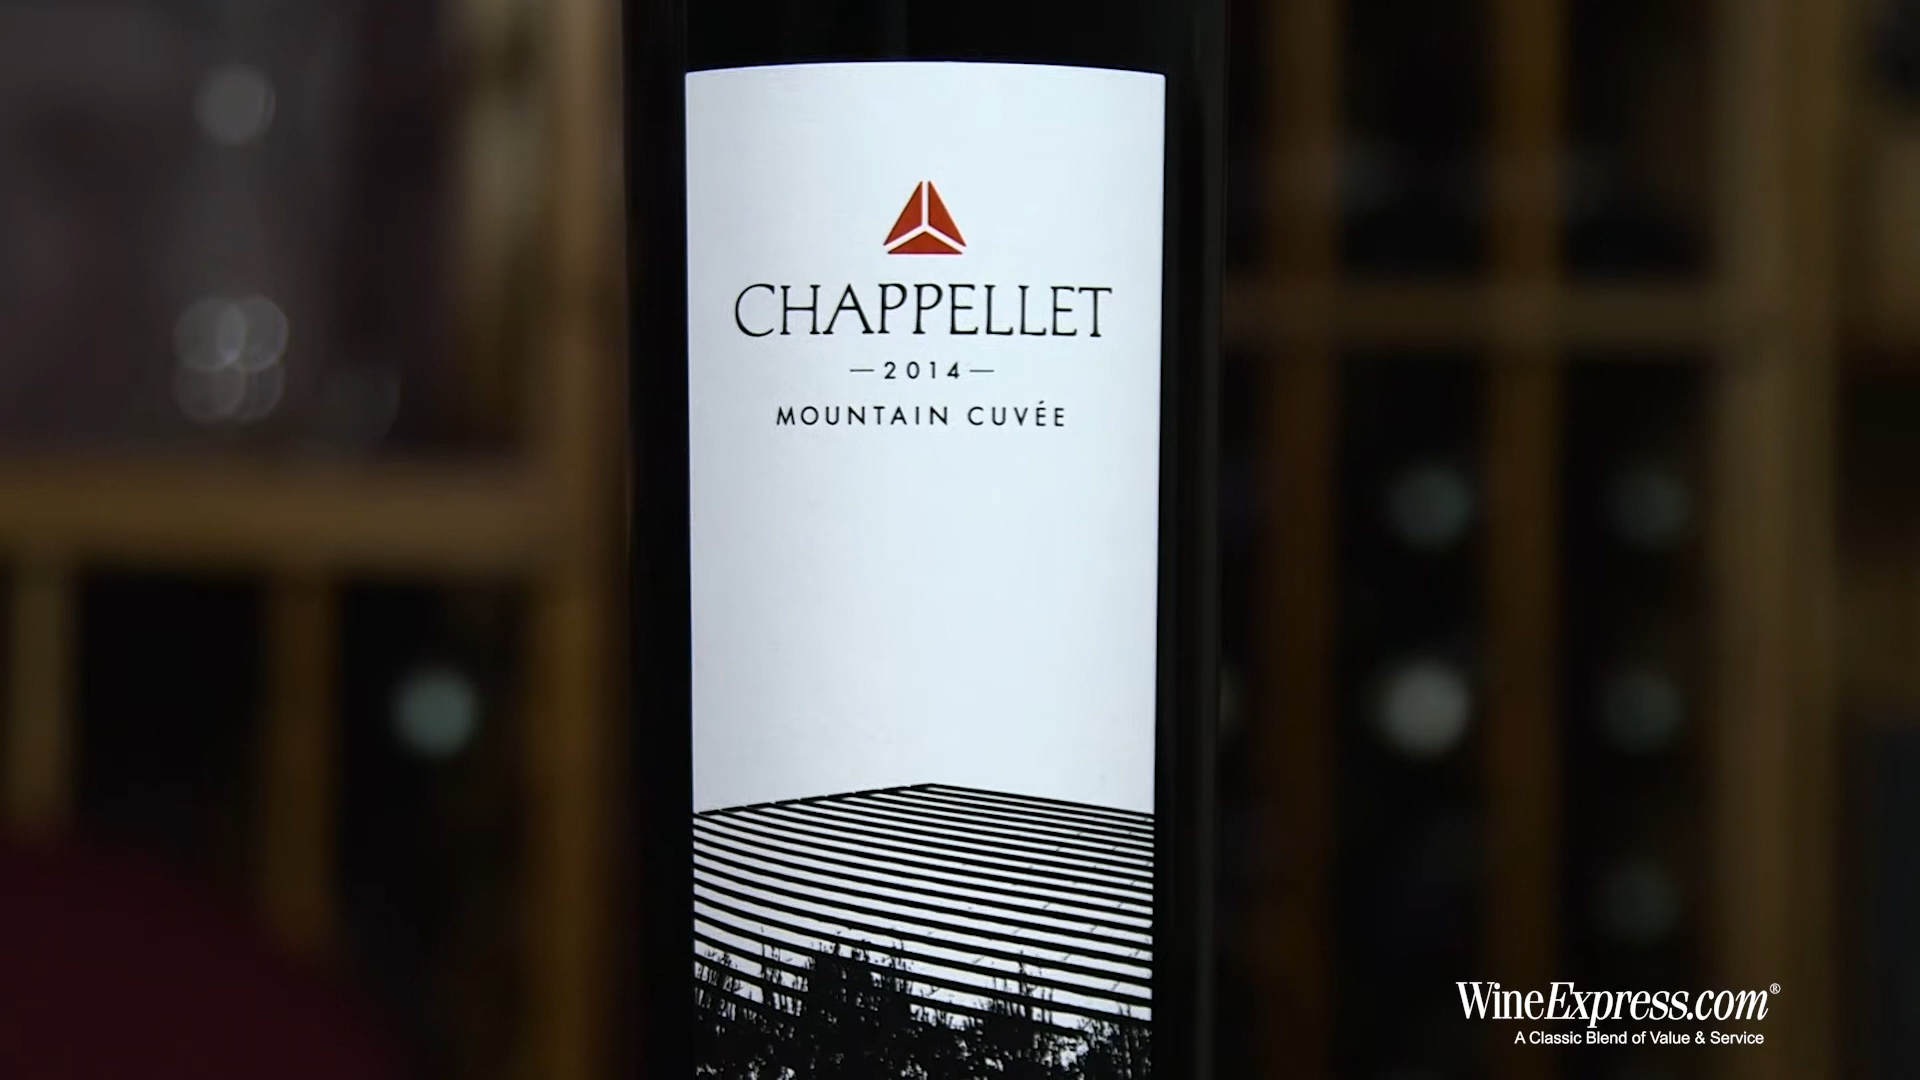 CHAPPELLET
—2014—
MOUNTAIN CUVÉE
WineExpress.com®
A Classic Blend of Value & Service